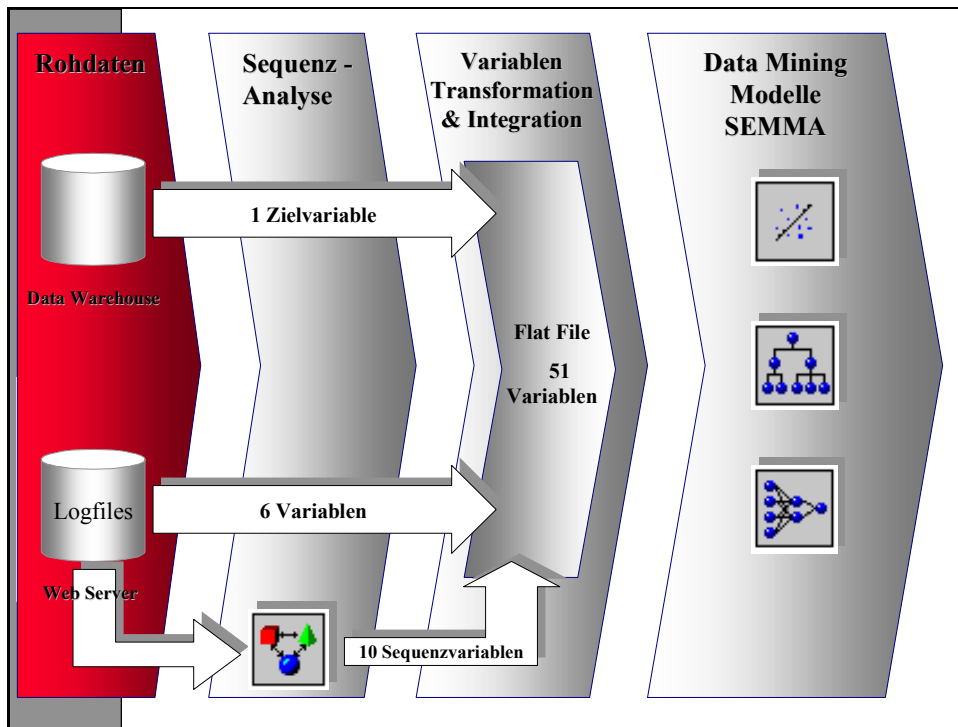 Rohdaten
Sequenz -
Analyse
Variablen
Transformation
& Integration
Data Mining
Modelle
SEMMA
1 Zielvariable
Data Warehouse
Flat File
51
Variablen
Logfiles
6 Variablen
Web Server
10 Sequenzvariablen